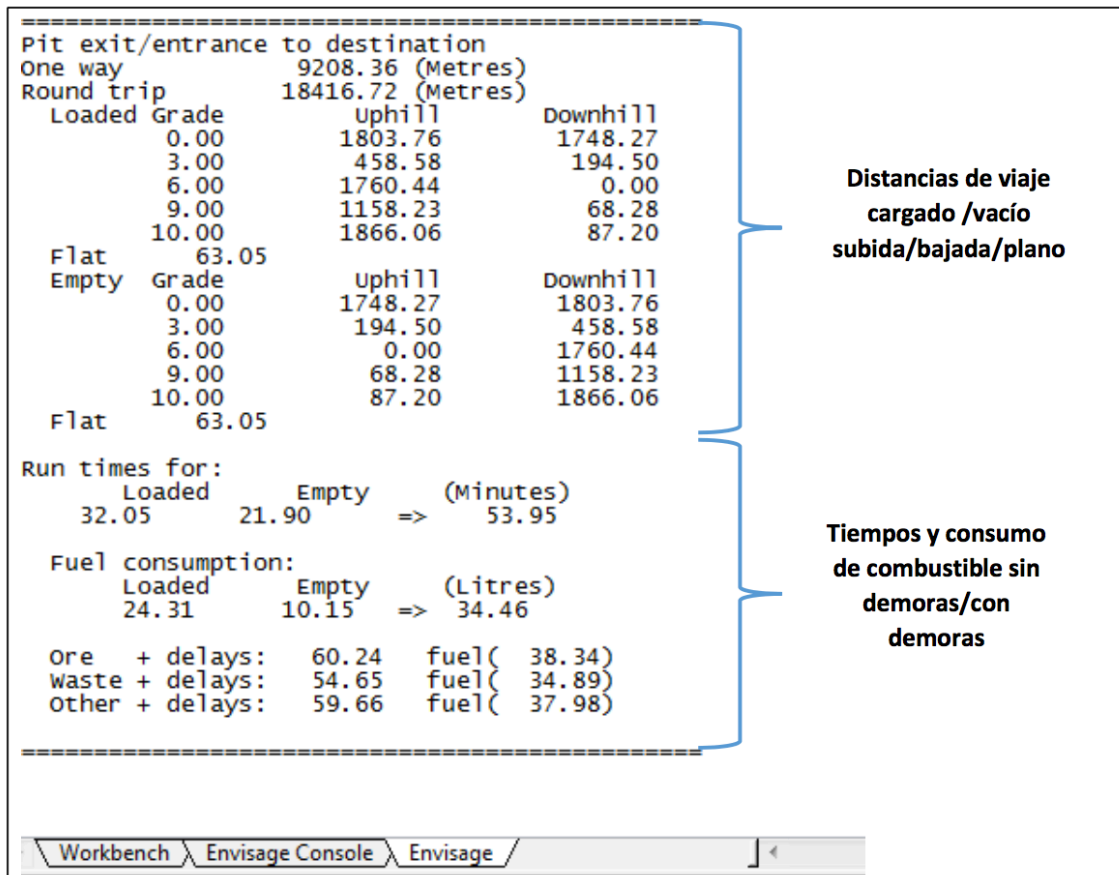 ==================================================
Pit exit/entrance to destination
One way 9208.36 (Metres)
Round trip 18416.72 (Metres)
Loaded Grade Uphill Downhill
0.00 1803.76 1748.27
3.00 458.58 194.50
6.00 1760.44 0.00
9.00 1158.23 68.28
10.00 1866.06 87.20
Flat 63.05
Empty Grade Uphill Downhill
0.00 1748.27 1803.76
3.00 194.50 458.58
6.00 0.00 1760.44
9.00 68.28 1158.23
10.00 87.20 1866.06
Flat 63.05
Distancias de viaje
cargado /vacío
subida/bajada/plano
Run times for:
Loaded Empty (Minutes)
32.05 21.90 => 53.95
Fuel consumption:
Loaded Empty (Litres)
24.31 10.15 => 34.46
Ore + delays: 60.24 fuel( 38.34)
Waste + delays: 54.65 fuel( 34.89)
Other + delays: 59.66 fuel( 37.98)
==================================================
Tiempos y consumo
de combustible sin
demoras/con
demoras
Workbench Envisage Console Envisage